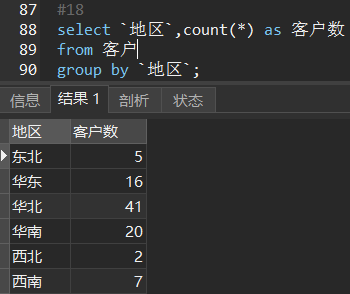 87 #18
88 select `地区`,count(*) as 客户数
89 from 客户
90 group by `地区`;
信息 结果 1 剖析 状态
地区 客户数
东北 5
华东 16
华北 41
华南 20
西北 2
西南 7